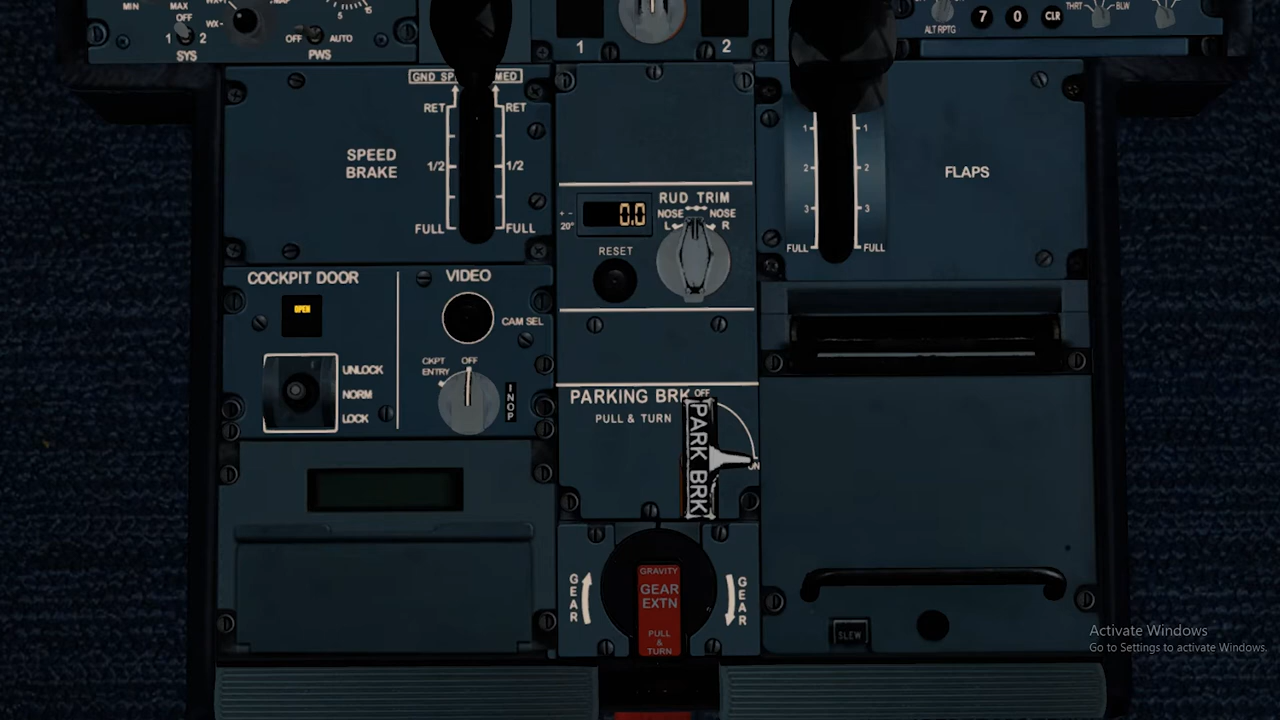 MIN
MAX
OFF
1
2
SYS
WX
OFF
AUTO
PWS
5
15
1
2
ALT RPTG
7
0
CLR
THRT
BLW
GND SP
MED
RET
RET
SPEED
BRAKE
1/2
1/2
FULL
FULL
+ -
20°
0.0
RUD TRIM
NOSE
L
NOSE
R
RESET
1
1
2
2
3
3
FULL
FULL
FLAPS
COCKPIT DOOR
OPEN
UNLOCK
NORM
LOCK
VIDEO
CAM SEL
CKPT
ENTRY
OFF
INOP
PARKING BRK
OFF
PULL & TURN
PARK BRK
ON
GEAR
GRAVITY
GEAR
EXTN
PULL
&
TURN
GEAR
SLEW
Activate Windows
Go to Settings to activate Windows.